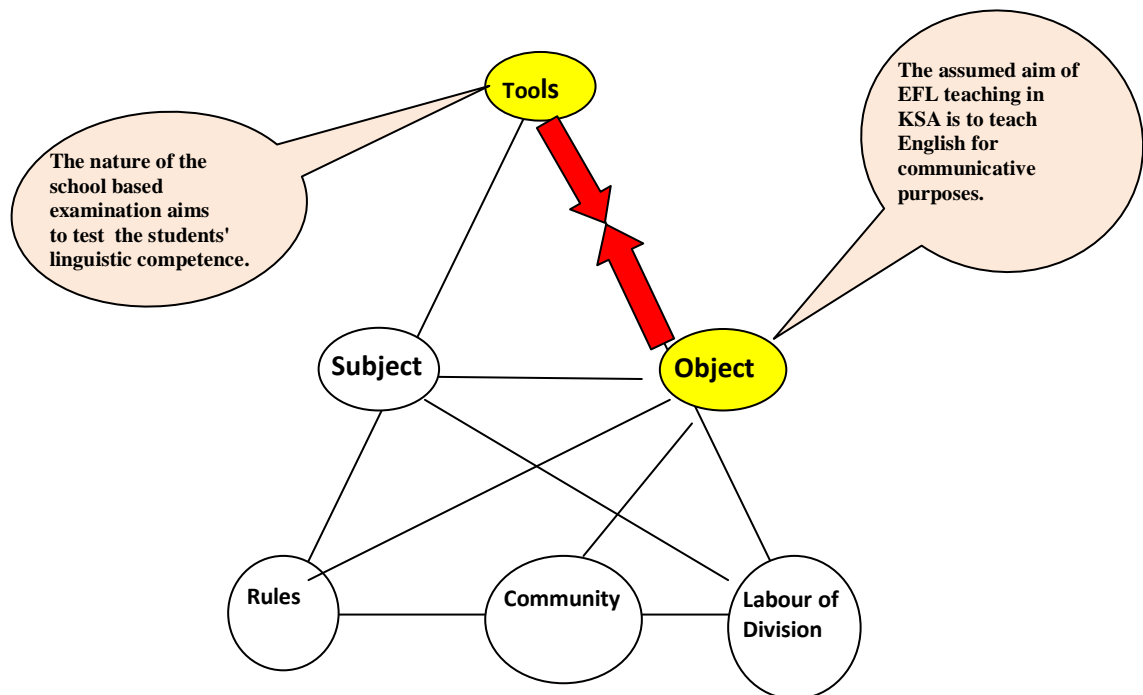 Tools
The assumed aim of
EFL teaching in
KSA is to teach
English for
communicative
purposes.
The nature of the
school based
examination aims
to test the students'
linguistic competence.
Subject
Object
Rules
Community
Labour of
Division